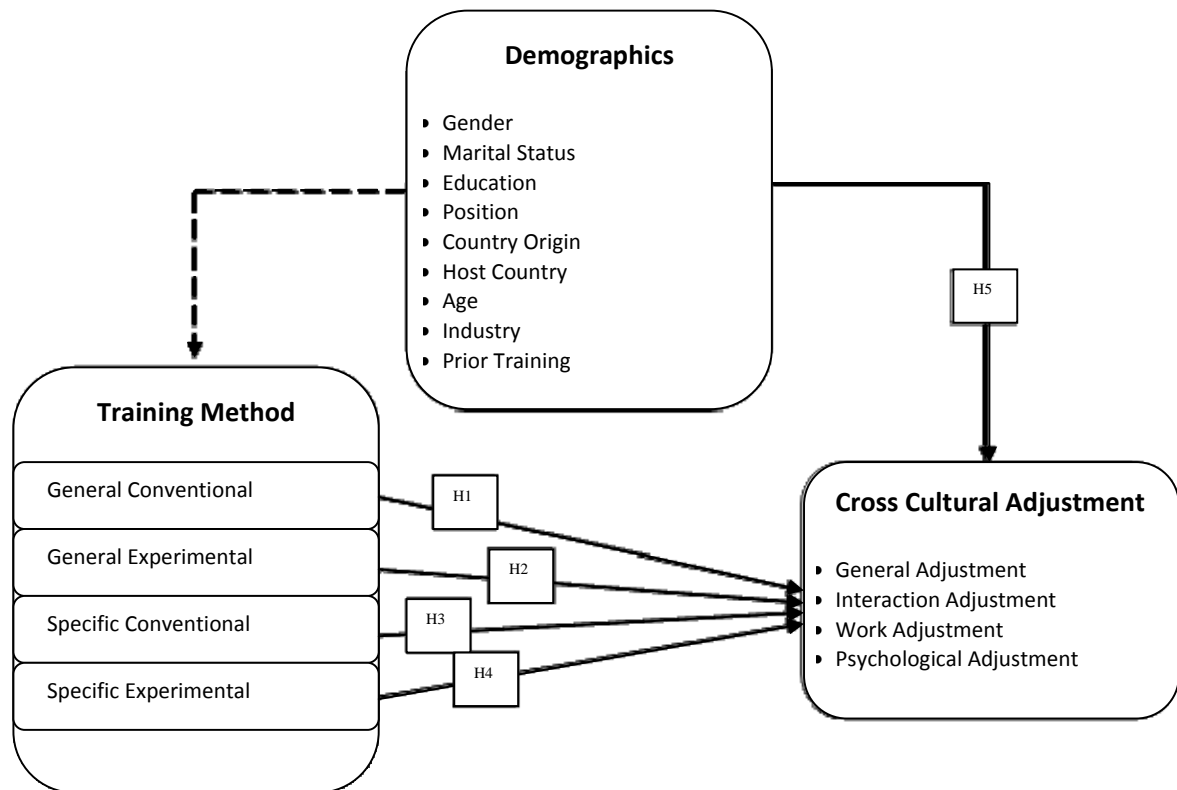 Demographics
• Gender
• Marital Status
• Education
• Position
• Country Origin
• Host Country
• Age
• Industry
• Prior Training
H5
Training Method
General Conventional
General Experimental
Specific Conventional
Specific Experimental
H1
H2
H3
H4
Cross Cultural Adjustment
• General Adjustment
• Interaction Adjustment
• Work Adjustment
• Psychological Adjustment